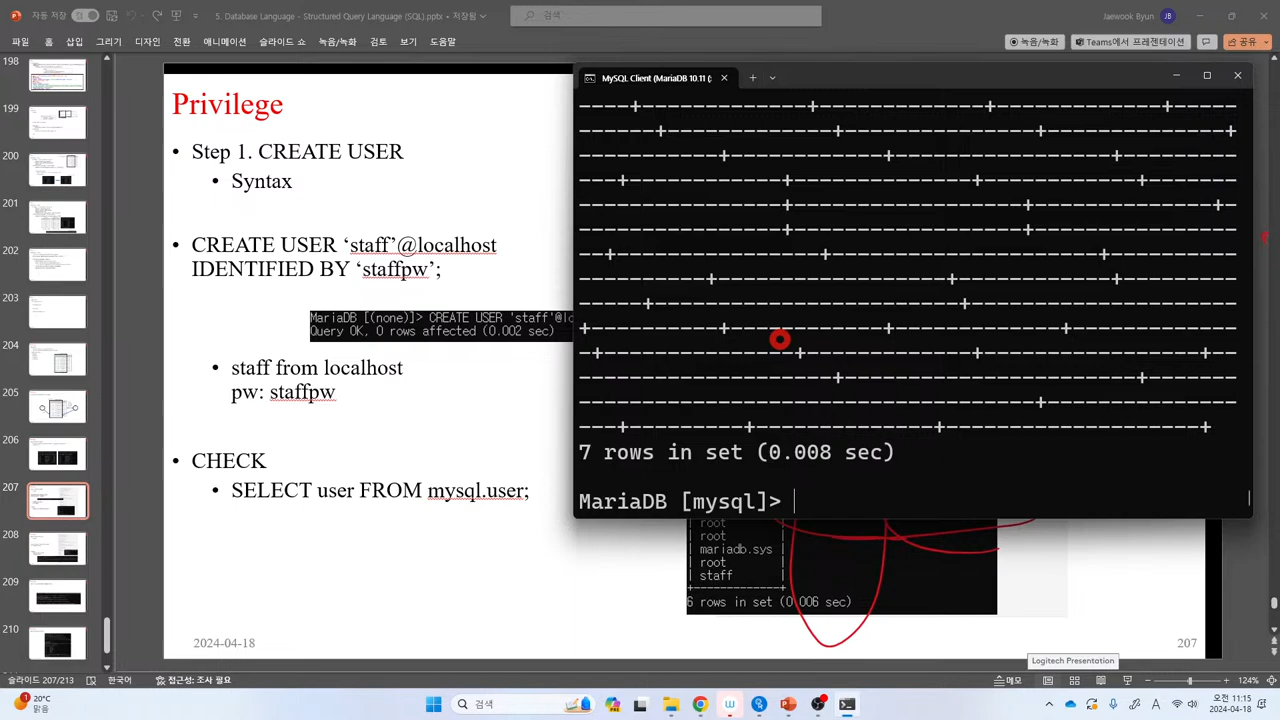 자동 저장
5. Database Language - Structured Query Language (SQL).pptx • 저장됨
검색
Jaewook Byun
JB
파일 홈 삽입 그리기 디자인 전환 애니메이션 슬라이드 쇼 녹음/녹화 검토 보기 도움말
녹음/녹화
Teams에서 프레젠테이션
공유
199
201
202
203
204
205
206
207
208
209
210
Privilege
• Step 1. CREATE USER
• Syntax
• CREATE USER ‘staff’@localhost
IDENTIFIED BY ‘staffpw’;
MariaDB [(none)]> CREATE USER 'staff'@lo
Query OK, 0 rows affected (0.002 sec)
• staff from localhost
pw: staffpw
• CHECK
• SELECT user FROM mysql.user;
MySQL Client (MariaDB 10.11 (
7 rows in set (0.008 sec)
MariaDB [mysql]>
| root |
| root |
| mariadb.sys |
| root |
| staff |
6 rows in set (0.006 sec)
2024-04-18
207
Logitech Presentation
슬라이드 207/213
한국어
접근성: 조사 필요
메모
124%
20°C
맑음
검색
오전 11:15
2024-04-18